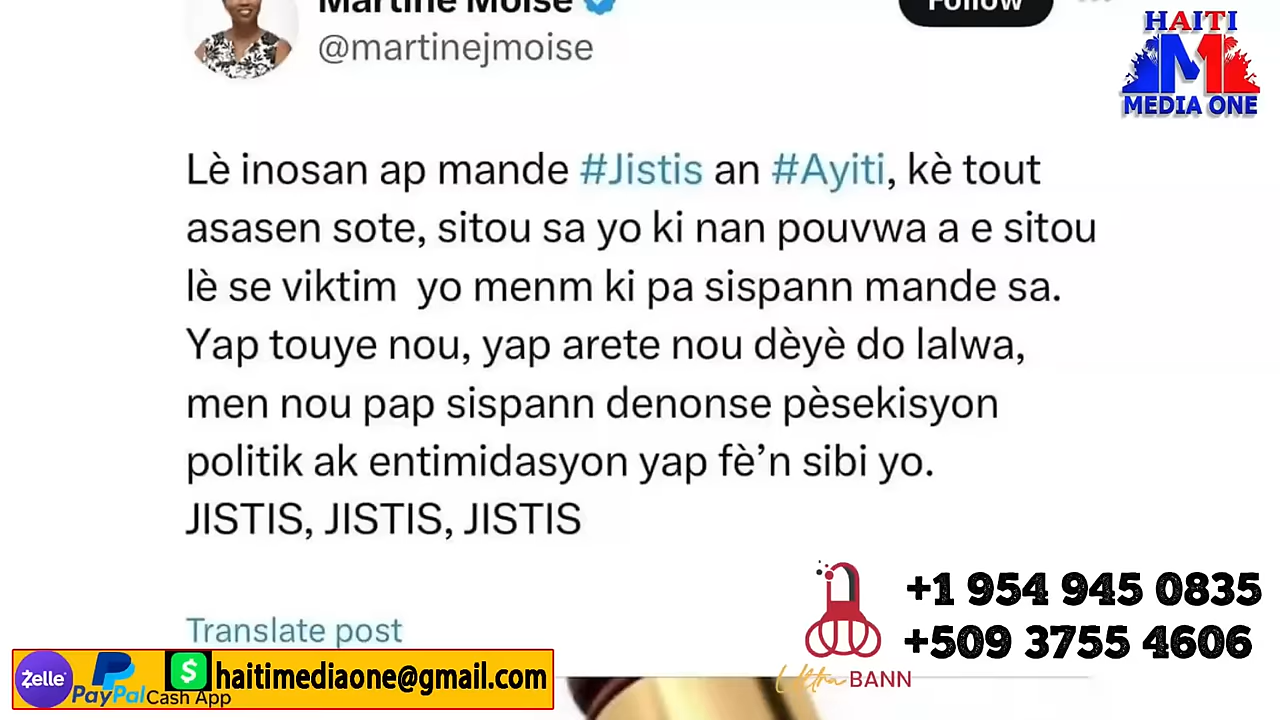 Martine Moïse
Follow
@martinejmoise
HAITI
M
MEDIA ONE
Lè inosan ap mande #Jistis an #Ayiti, kè tout
asasen sote, sitou sa yo ki nan pouvwa a e sitou
lè se viktim  yo menm ki pa sispann mande sa.
Yap touye nou, yap arete nou dèyè do lalwa,
men nou pap sispann denonse pèsekisyon
politik ak entimidasyon yap fè’n sibi yo.
JISTIS, JISTIS, JISTIS
Translate post
+1 954 945 0835
+509 3755 4606
Ultra BANN
Zelle
PayPal
$
Cash App
haitimediaone@gmail.com